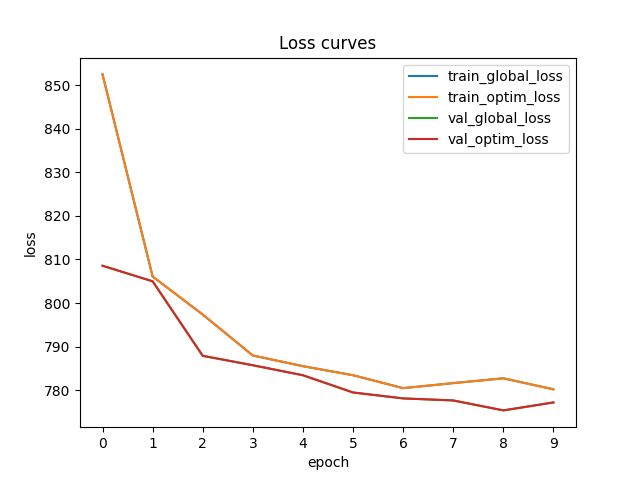 Loss curves
train_global_loss
train_optim_loss
val_global_loss
val_optim_loss
850
840
830
820
810
800
790
780
loss
0 1 2 3 4 5 6 7 8 9
epoch